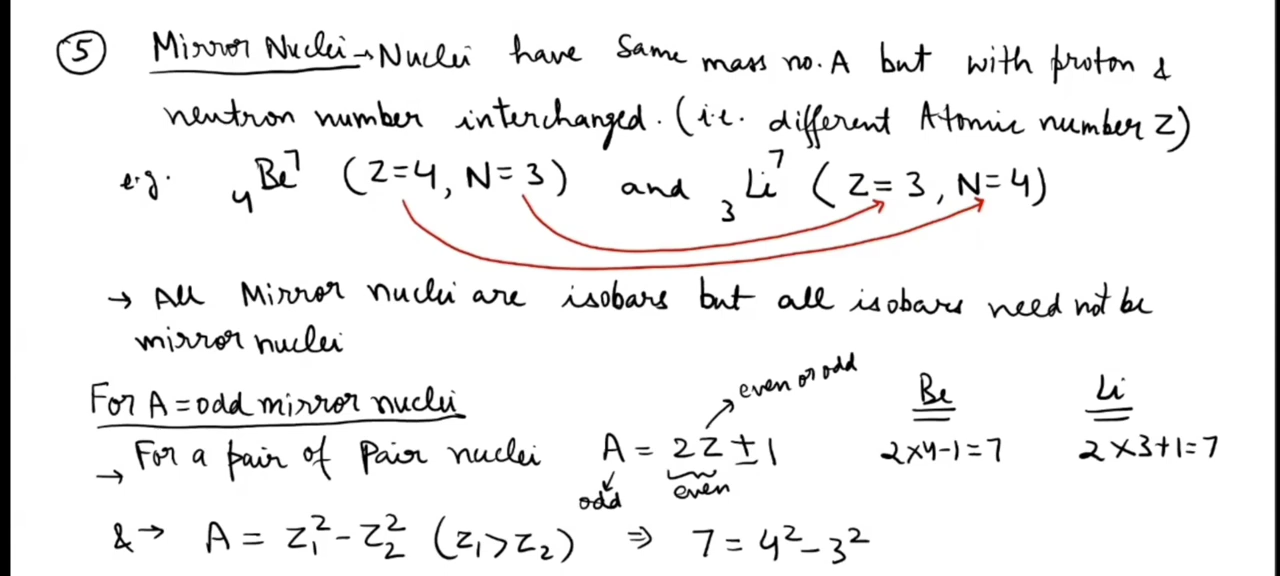 ⑤ Mirror Nuclei → Nuclei have same mass no. A but with proton &
neutron number interchanged. (i.e. different Atomic number Z)
e.g. ₄Be⁷ (Z=4, N=3) and ₃Li⁷ (Z=3, N=4)
→ All Mirror nuclei are isobars but all isobars need not be
mirror nuclei
even or odd
For A=odd mirror nuclei Be Li
→ For a pair of Pair nuclei A = 2Z ± 1 2×4-1=7 2×3+1=7
odd even
& → A = Z₁² - Z₂² (Z₁>Z₂) ⇒ 7 = 4² - 3²